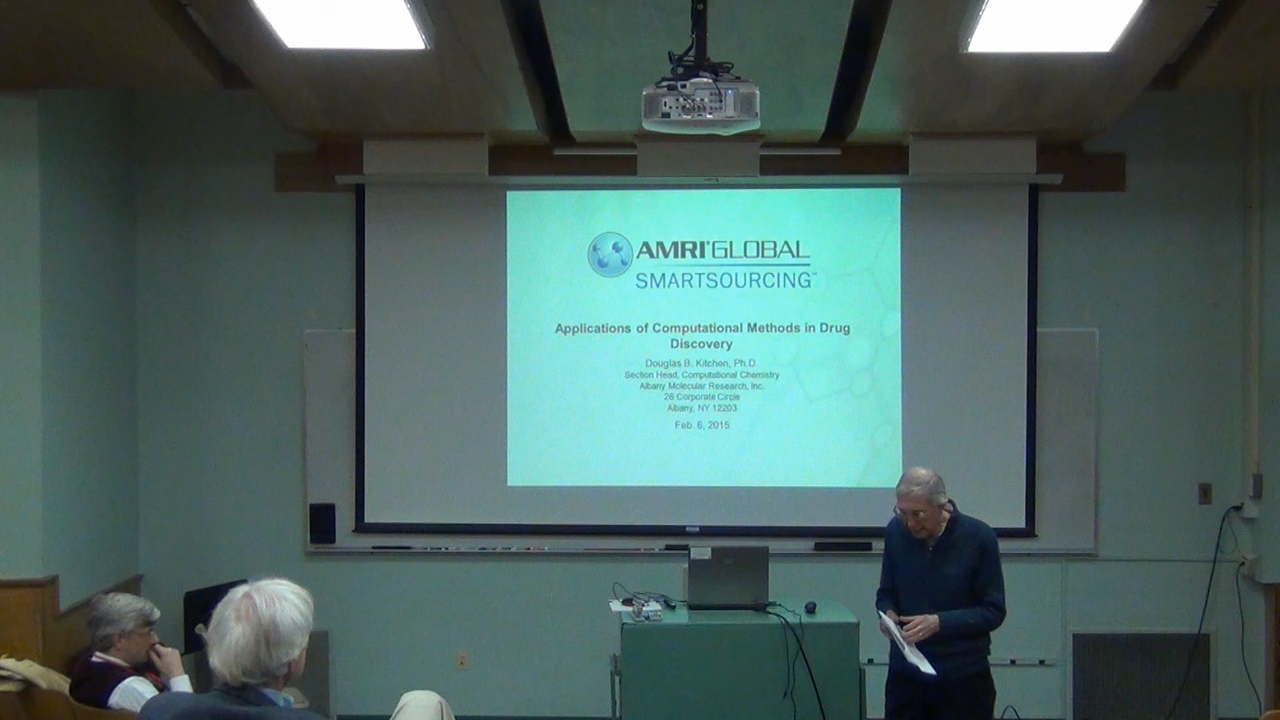 AMRI GLOBAL
SMARTSOURCING™
Applications of Computational Methods in Drug
Discovery
Douglas B. Kitchen, Ph.D.
Section Head, Computational Chemistry
Albany Molecular Research, Inc.
26 Corporate Circle
Albany, NY 12203
Feb. 6, 2015